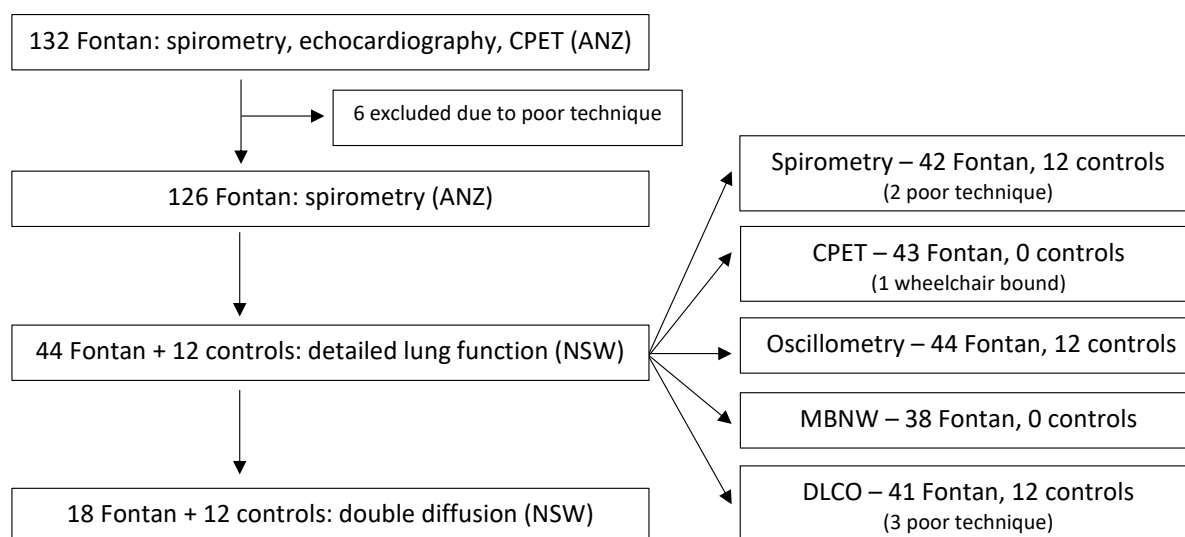 132 Fontan: spirometry, echocardiography, CPET (ANZ)
6 excluded due to poor technique
126 Fontan: spirometry (ANZ)
44 Fontan + 12 controls: detailed lung function (NSW)
18 Fontan + 12 controls: double diffusion (NSW)
Spirometry – 42 Fontan, 12 controls
(2 poor technique)
CPET – 43 Fontan, 0 controls
(1 wheelchair bound)
Oscillometry – 44 Fontan, 12 controls
MBNW – 38 Fontan, 0 controls
DLCO – 41 Fontan, 12 controls
(3 poor technique)